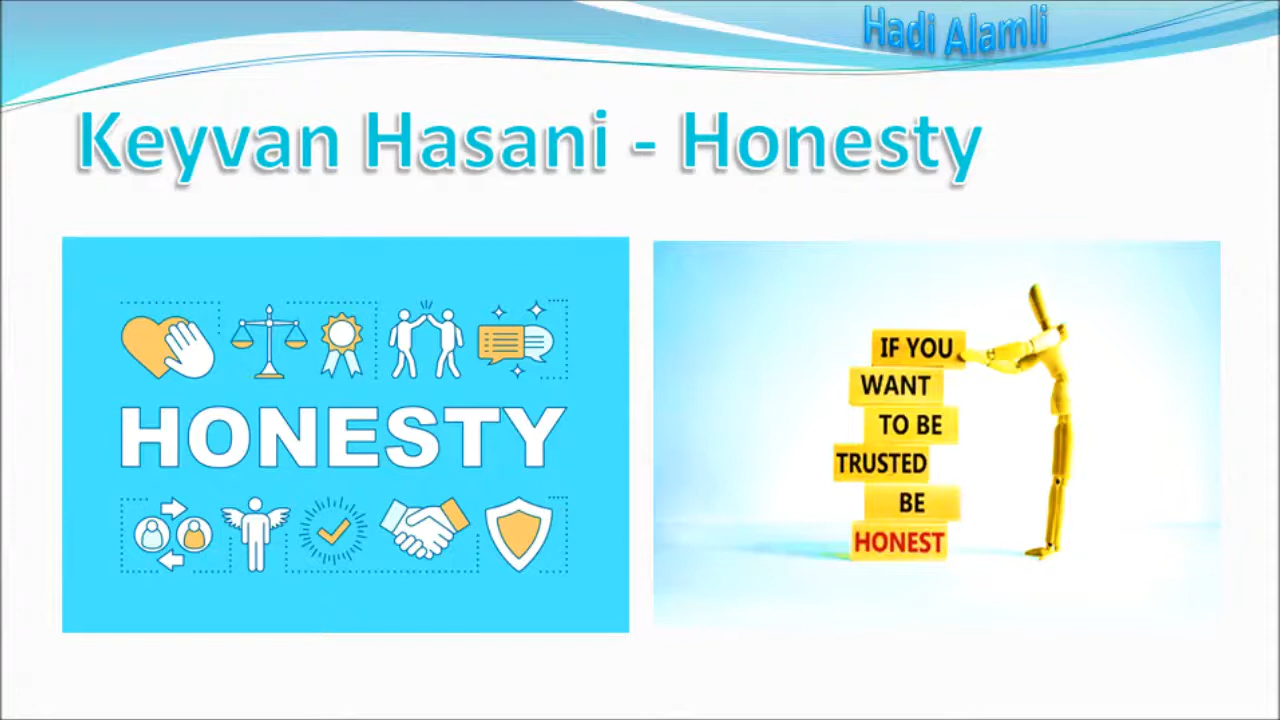 Hadi Alamli
Keyvan Hasani - Honesty
HONESTY
IF YOU
WANT
TO BE
TRUSTED
BE
HONEST